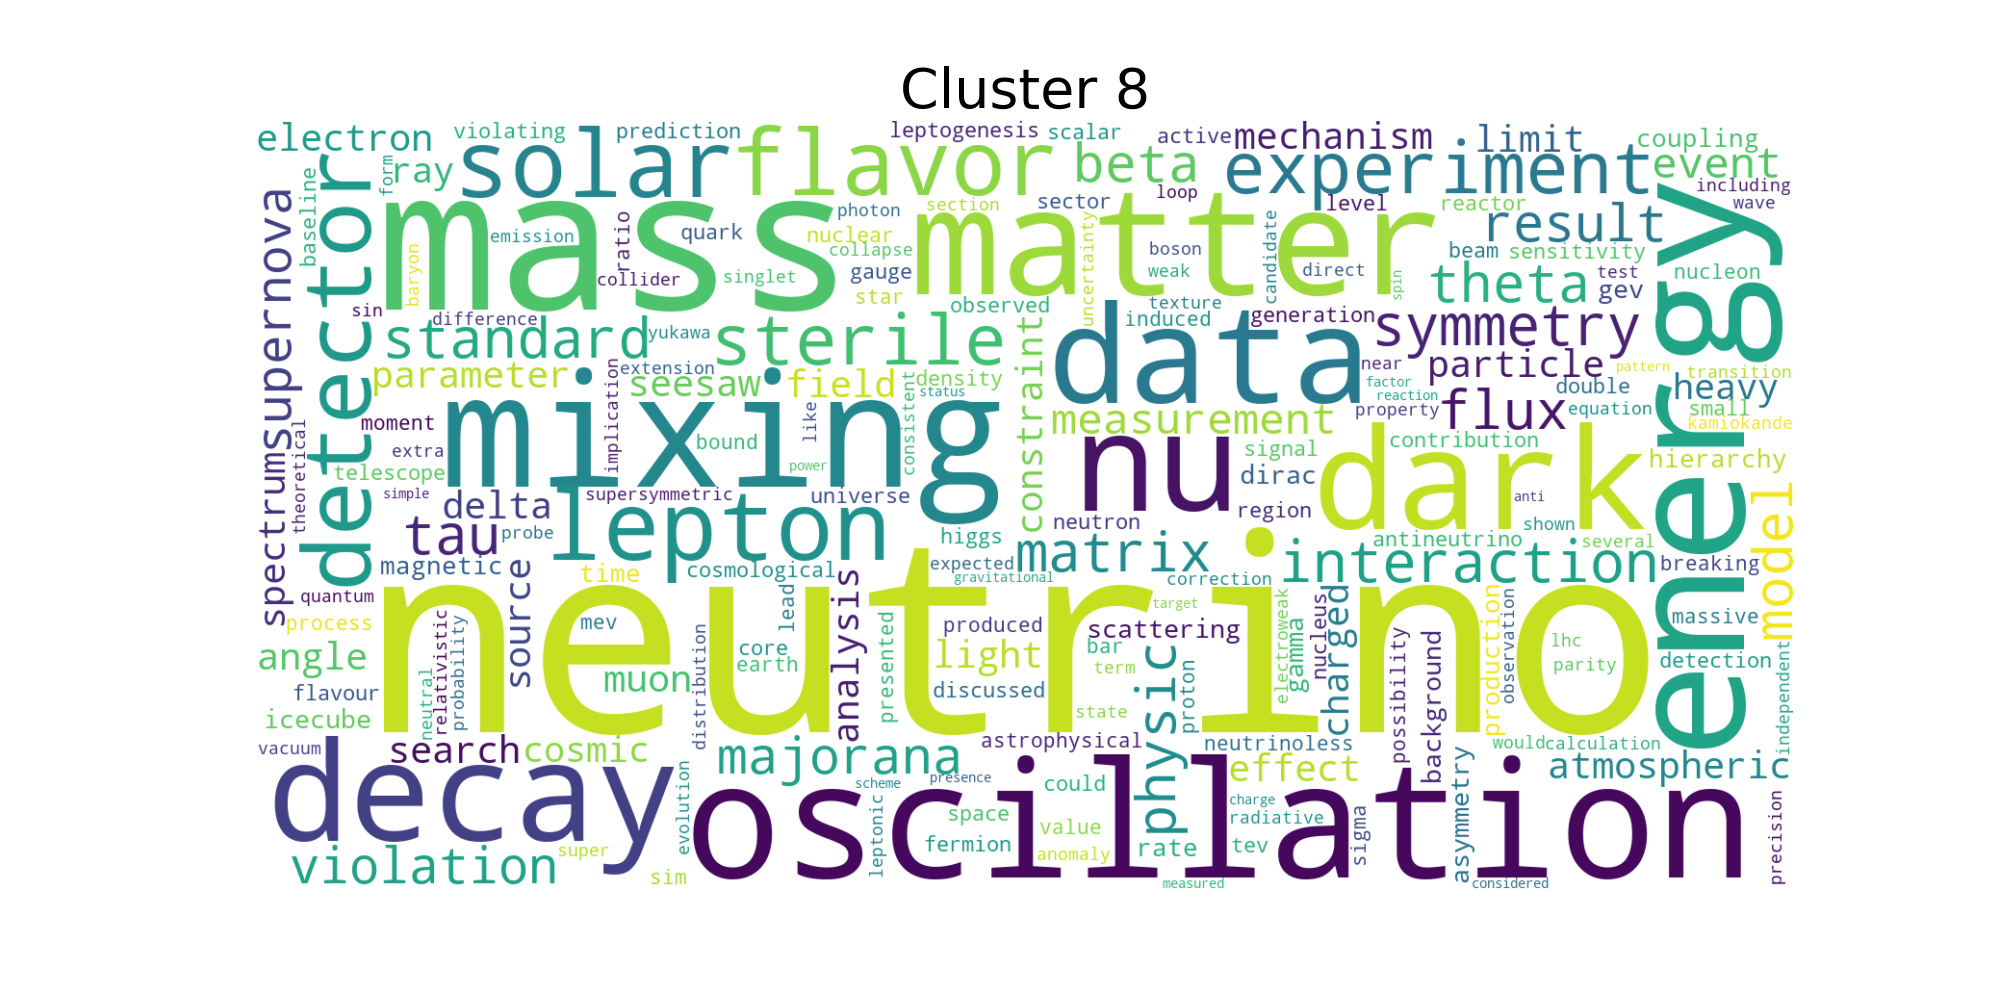 Cluster 8
electron
violating
solar
prediction
flavor
leptogenesis
scalar
beta
active
mechanism
experiment
limit
coupling
event
ray
form
baseline
detector
supernova
spectrums
mass
emission
ratio
quark
collider
singlet
photon
nuclear
collapse
gauge
star
section
matter
sector
loop
level
reactor
result
including
wave
beam
sensitivity
energy
nucleon
theta
test
gev
boson
weak
direct
candidate
spin
uncertainty
texture
induced
generation
symmetry
observed
baryon
sin
difference
standard
yukawa
sterile
constraint
data
near
particle
pattern
transition
parameter
extension
implication
seesaw
field
density
status
consistent
factor
reaction
double
heavy
small
property
flux
equation
kamiokande
measurement
moment
mixing
like
bound
power
extra
telescope
theoretical
simple
nu
signal
dirac
region
dark
contribution
hierarchy
anti
model
delta
supersymmetric
universe
tau
probe
lepton
higgs
neutron
matrix
shown
antineutrino
several
interaction
breaking
magnetic
source
time
cosmological
expected
gravitational
correction
quantum
process
neutrino
mev
lead
analysis
produced
target
scattering
electroweak
gamma
nucleus
charged
production
observation
massive
angle
neutral
relativistic
probability
core
earth
muon
distribution
presented
light
bar
term
physic
proton
possibility
background
lhc
parity
detection
independent
flavour
icecube
discussed
state
vacuum
search
cosmic
majorana
astrophysical
neutrinoless
effect
would
calculation
atmospheric
decay
evolution
scheme
presence
could
oscillation
asymmetry
precision
leptonic
space
value
charge
radiative
sigma
fermion
anomaly
rate
tev
violation
super
sim
measured
considered